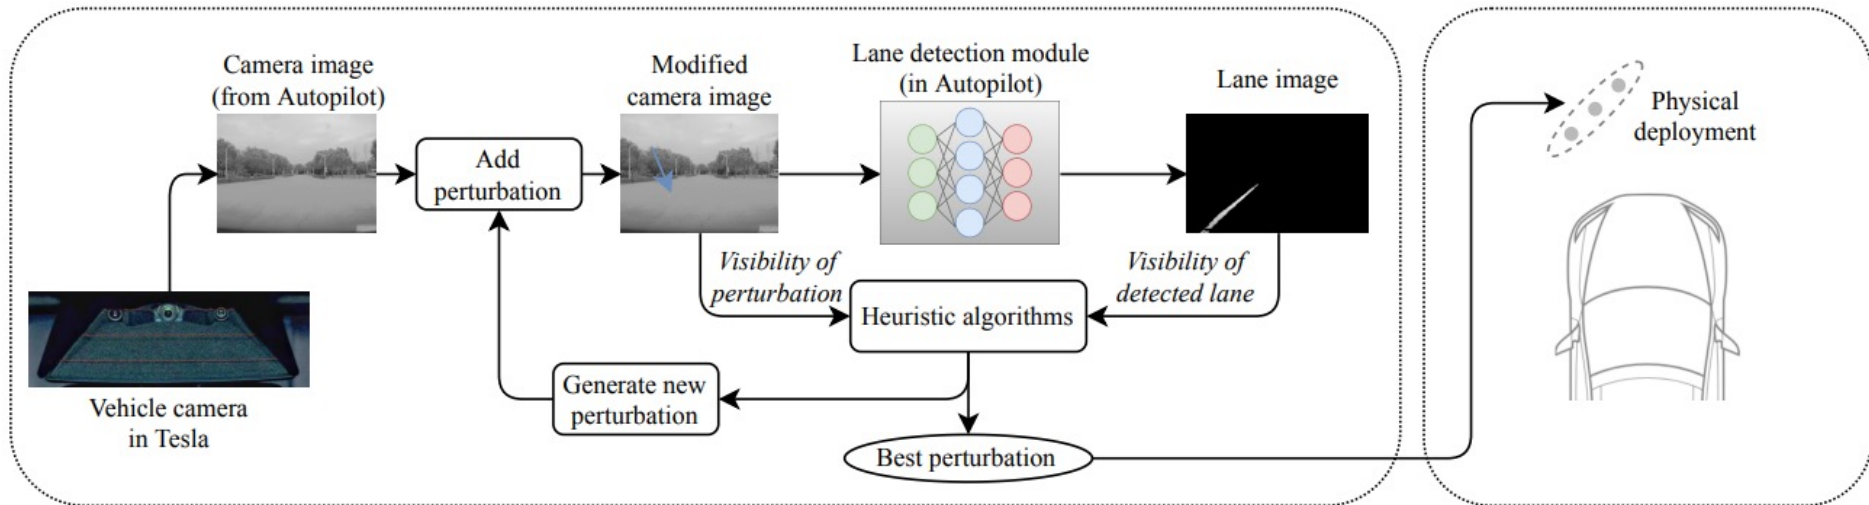 Camera image
(from Autopilot)
Add
perturbation
Modified
camera image
Lane detection module
(in Autopilot)
Lane image
Visibility of
perturbation
Visibility of
detected lane
Heuristic algorithms
Generate new
perturbation
Best perturbation
Vehicle camera
in Tesla
Physical
deployment